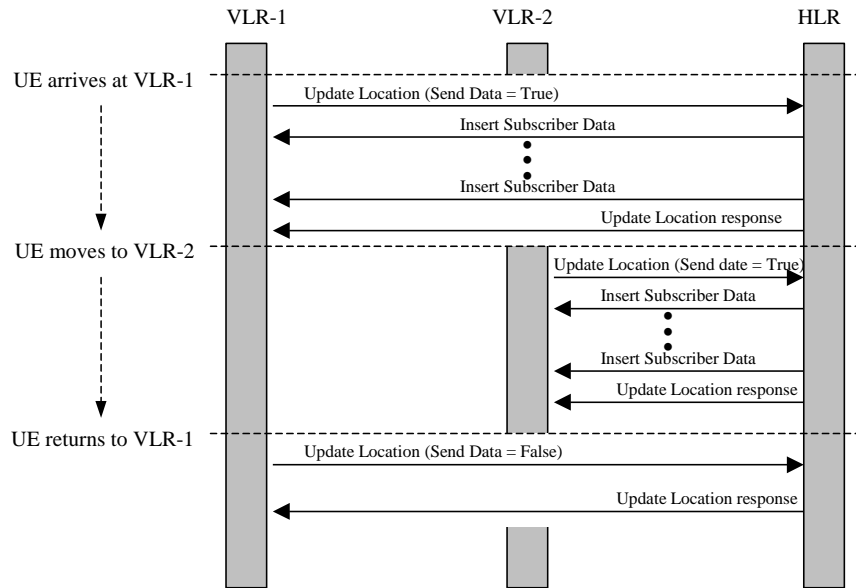 VLR-1
VLR-2
HLR
UE arrives at VLR-1
Update Location (Send Data = True)
Insert Subscriber Data
Insert Subscriber Data
Update Location response
UE moves to VLR-2
Update Location (Send date = True)
Insert Subscriber Data
Insert Subscriber Data
Update Location response
UE returns to VLR-1
Update Location (Send Data = False)
Update Location response